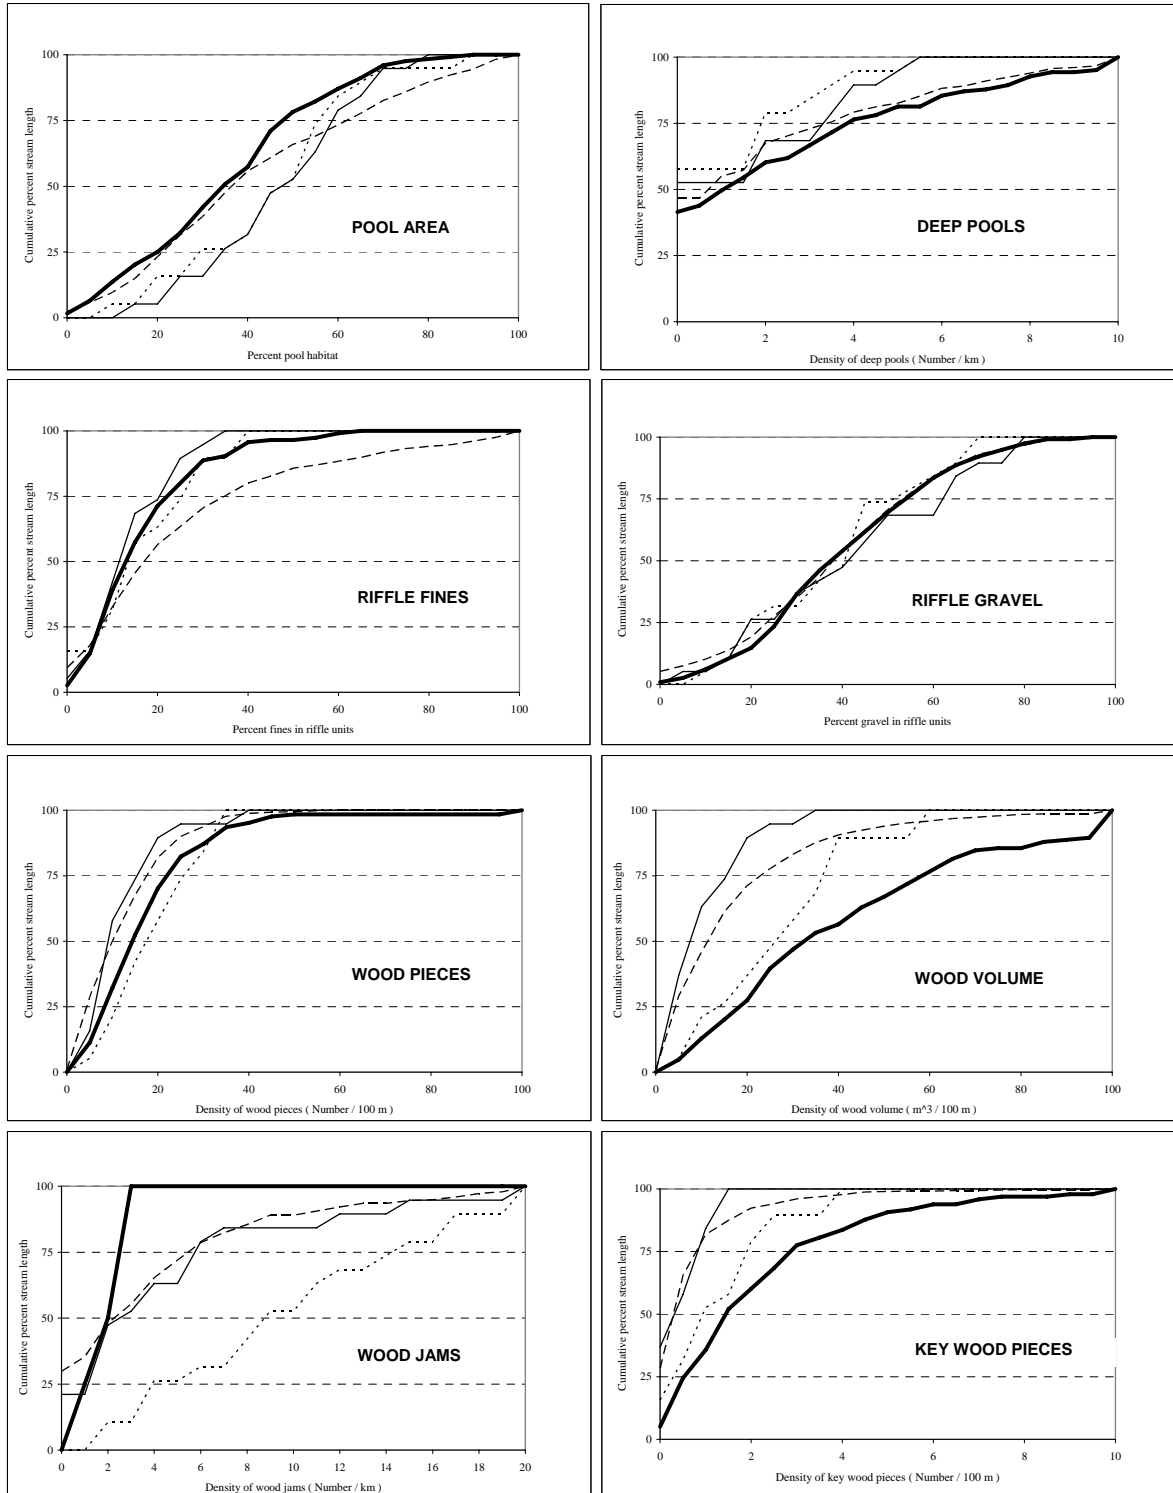 Cumulative percent stream length
100
75
50
25
0
POOL AREA
0 20 40 60 80 100
Percent pool habitat
Cumulative percent stream length
100
75
50
25
0
DEEP POOLS
0 2 4 6 8 10
Density of deep pools ( Number / km )
Cumulative percent stream length
100
75
50
25
0
RIFFLE FINES
0 20 40 60 80 100
Percent fines in riffle units
Cumulative percent stream length
100
75
50
25
0
RIFFLE GRAVEL
0 20 40 60 80 100
Percent gravel in riffle units
Cumulative percent stream length
100
75
50
25
0
WOOD PIECES
0 20 40 60 80 100
Density of wood pieces ( Number / 100 m )
Cumulative percent stream length
100
75
50
25
0
WOOD VOLUME
0 20 40 60 80 100
Density of wood volume ( m^3 / 100 m )
Cumulative percent stream length
100
75
50
25
0
WOOD JAMS
0 2 4 6 8 10 12 14 16 18 20
Density of wood jams ( Number / km )
Cumulative percent stream length
100
75
50
25
0
KEY WOOD PIECES
0 2 4 6 8 10
Density of key wood pieces ( Number / 100 m )